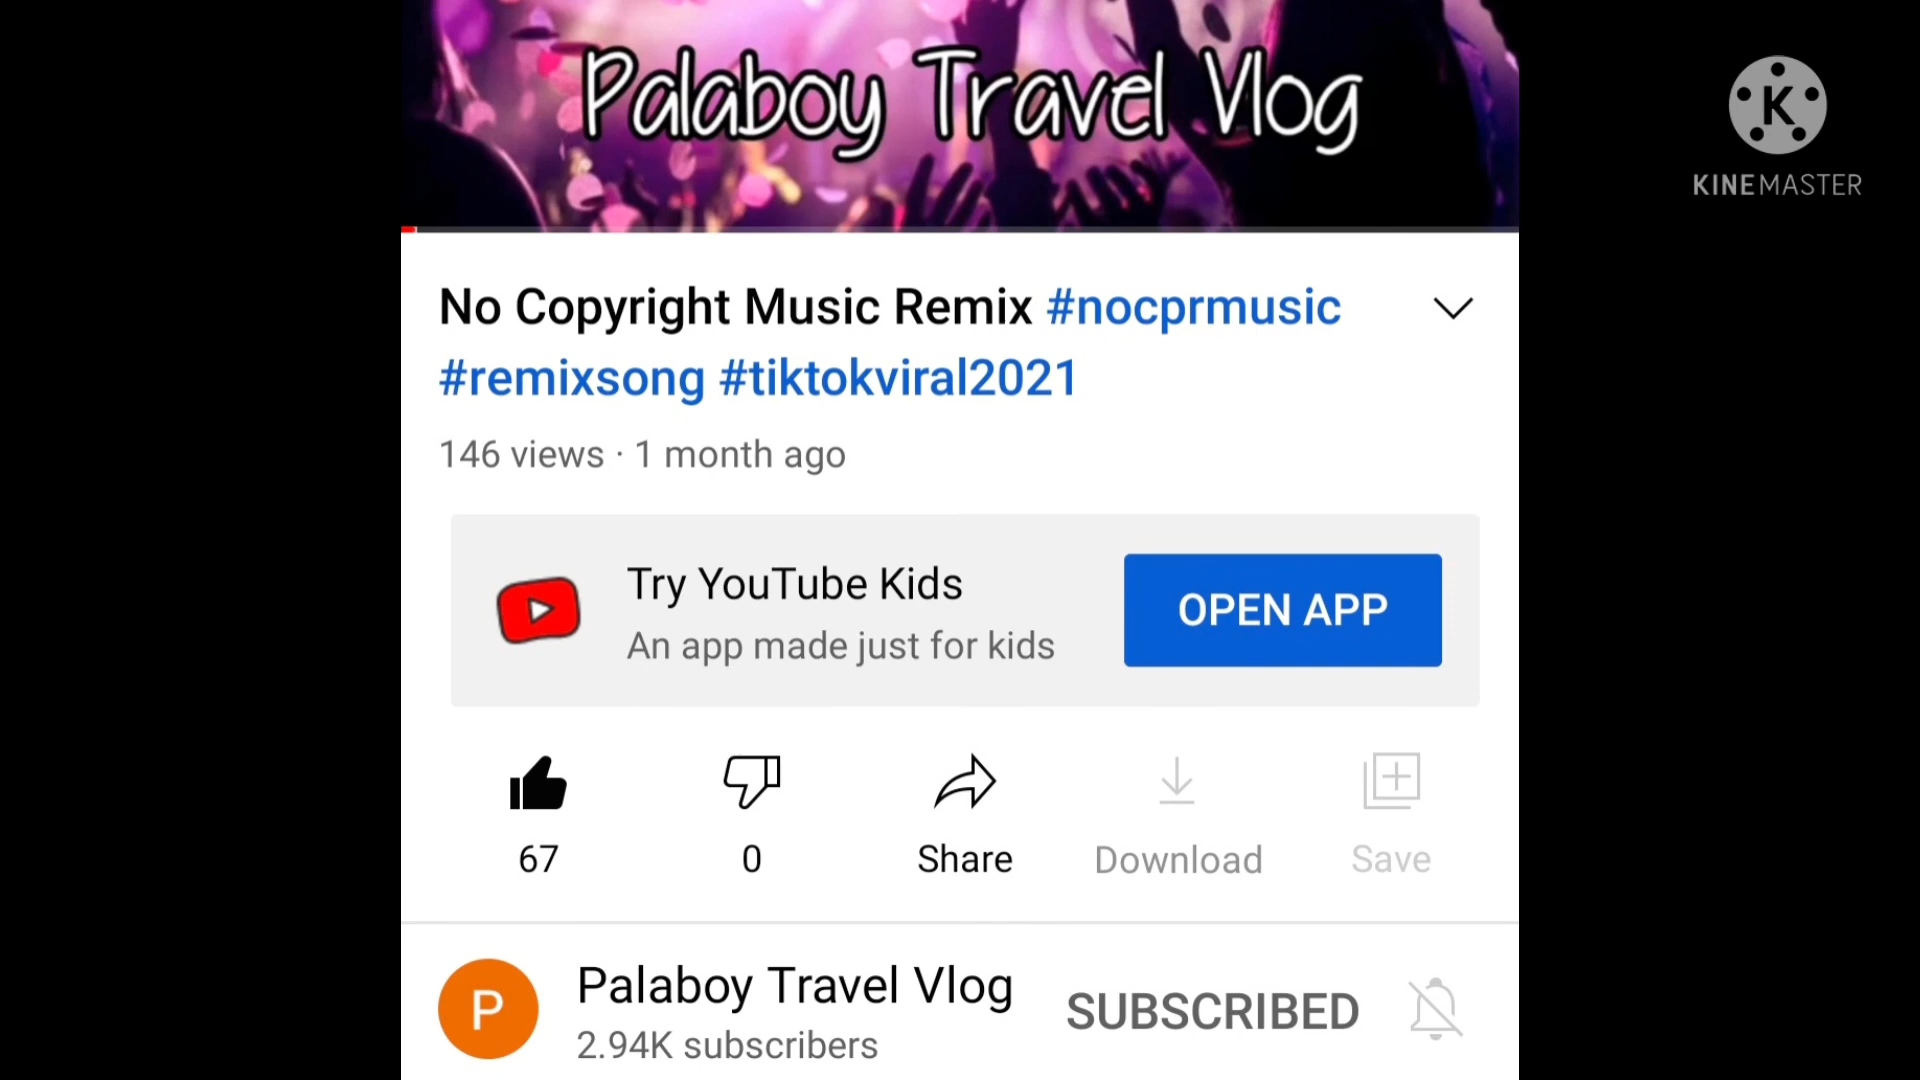 Palaboy Travel Vlog
K
KINEMASTER
No Copyright Music Remix #nocprmusic
#remixsong #tiktokviral2021
146 views · 1 month ago
Try YouTube Kids
An app made just for kids
OPEN APP
67
0
Share
Download
Save
P
Palaboy Travel Vlog
2.94K subscribers
SUBSCRIBED